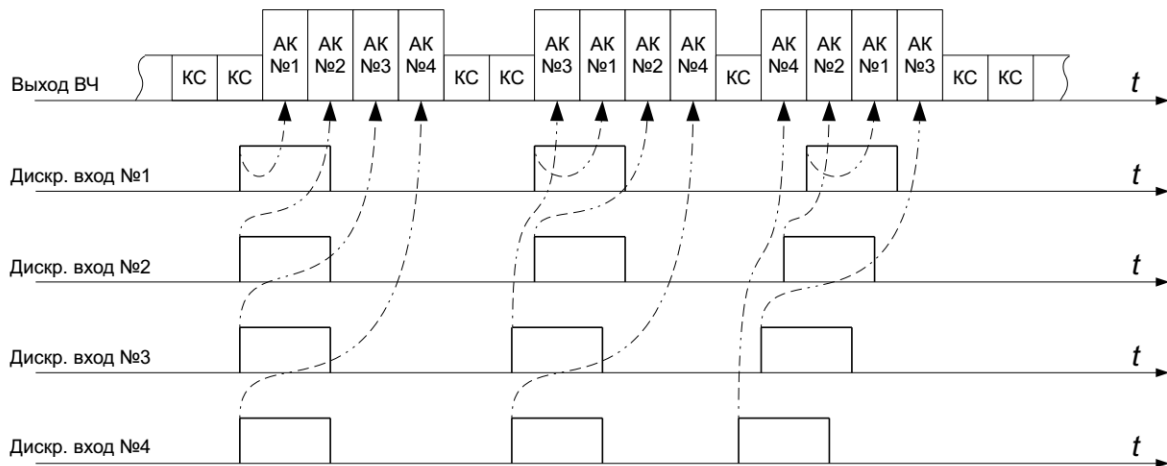 АК №1 АК №2 АК №3 АК №4 АК №3 АК №1 АК №2 АК №4 АК №4 АК №2 АК №1 АК №3
Выход ВЧ КС КС КС КС КС КС КС t
Дискр. вход №1 t
Дискр. вход №2 t
Дискр. вход №3 t
Дискр. вход №4 t